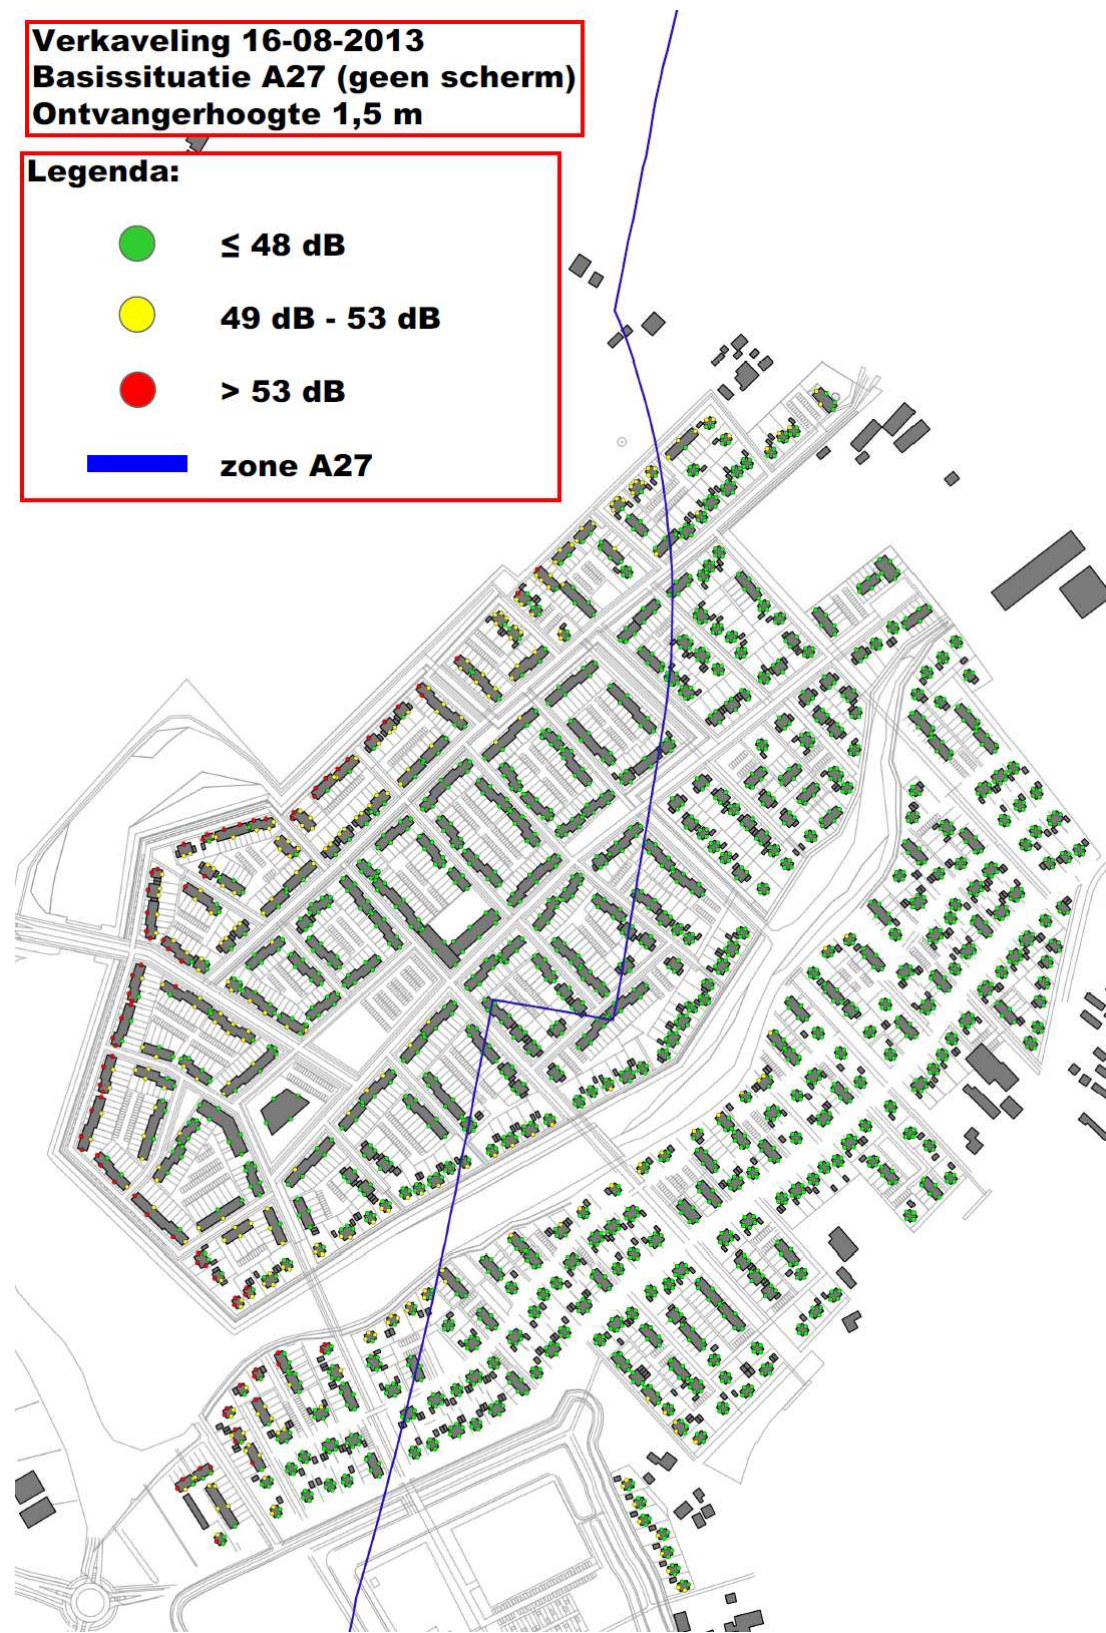 Verkaveling 16-08-2013
Basissituatie A27 (geen scherm)
Ontvangerhoogte 1,5 m
Legenda:
≤ 48 dB
49 dB - 53 dB
> 53 dB
zone A27